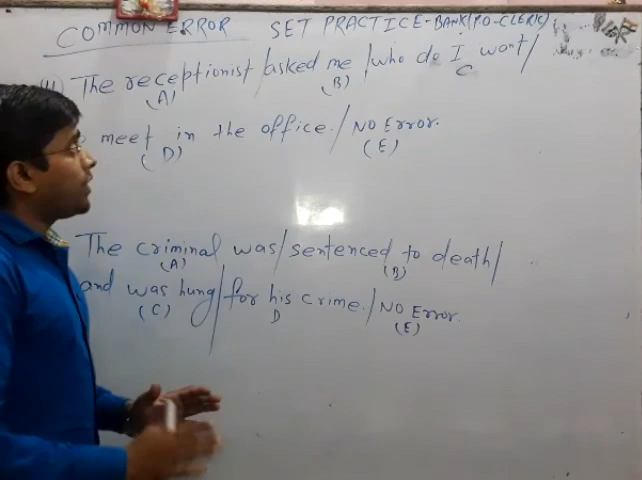 COMMON ERROR SET PRACTICE-BANK(PO-CLERK)
The receptionist/asked me/who do I want/
(A) (B) C
meet in the office./NO Error.
(D) (E)
The criminal was/sentenced to death/
(A) (B)
and was hung/for his crime./NO Error.
(C) D (E)